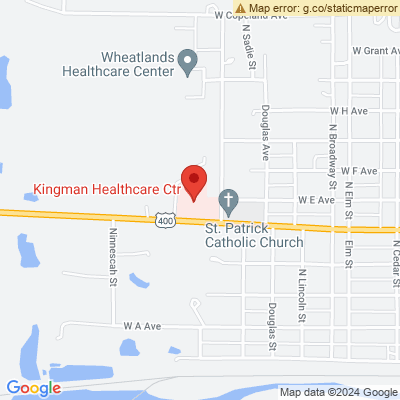 Map error: g.co/staticmaperror
W Copeland Ave
N Sadie St
W Grant Av
Wheatlands
Healthcare Center
W H Ave
Douglas Ave
N Broadway St
W F Ave
Kingman Healthcare Ctr
W E Ave
N Elm St
400
St. Patrick
Catholic Church
Ninnescah St
Elm St
N Cedar St
N Lincoln St
Douglas St
W A Ave
Google
Map data ©2024 Google